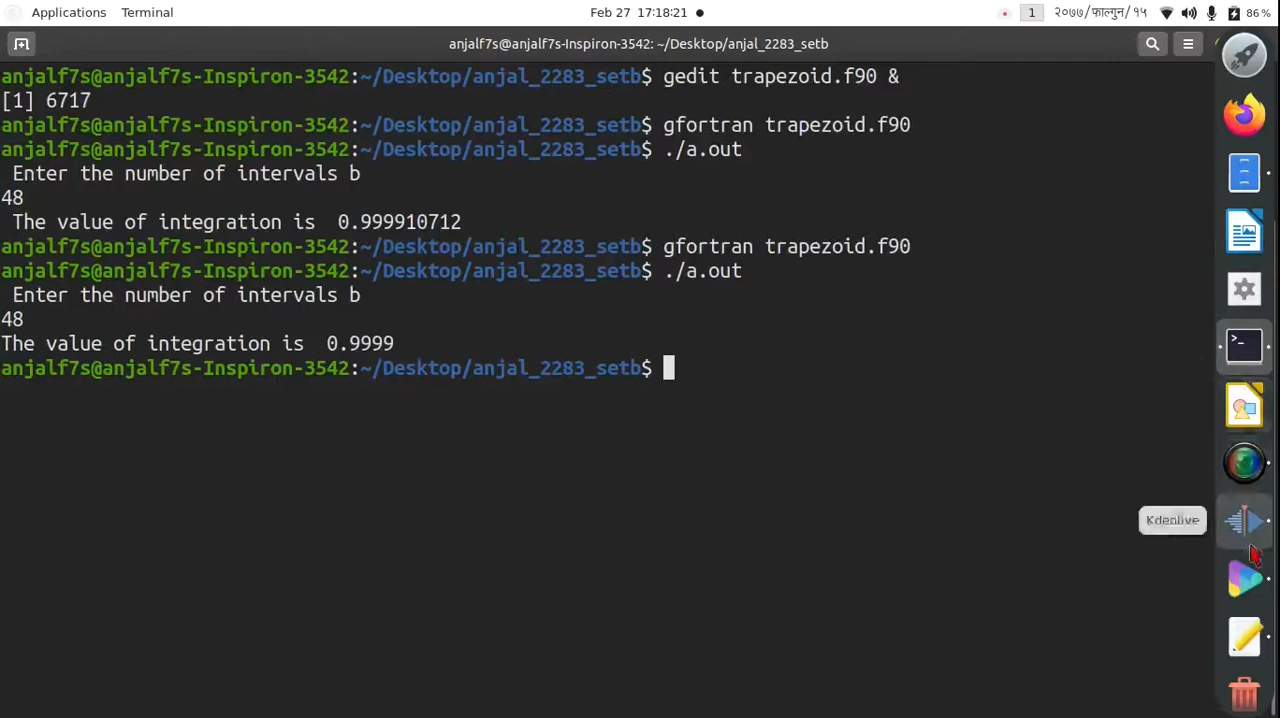 Applications Terminal Feb 27 17:18:21 1 २०७७/फाल्गुन/१५ 86%
anjalf7s@anjalf7s-Inspiron-3542: ~/Desktop/anjal_2283_setb
anjalf7s@anjalf7s-Inspiron-3542:~/Desktop/anjal_2283_setb$ gedit trapezoid.f90 &
[1] 6717
anjalf7s@anjalf7s-Inspiron-3542:~/Desktop/anjal_2283_setb$ gfortran trapezoid.f90
anjalf7s@anjalf7s-Inspiron-3542:~/Desktop/anjal_2283_setb$ ./a.out
Enter the number of intervals b
48
The value of integration is  0.999910712
anjalf7s@anjalf7s-Inspiron-3542:~/Desktop/anjal_2283_setb$ gfortran trapezoid.f90
anjalf7s@anjalf7s-Inspiron-3542:~/Desktop/anjal_2283_setb$ ./a.out
Enter the number of intervals b
48
The value of integration is  0.9999
anjalf7s@anjalf7s-Inspiron-3542:~/Desktop/anjal_2283_setb$
Kdenlive